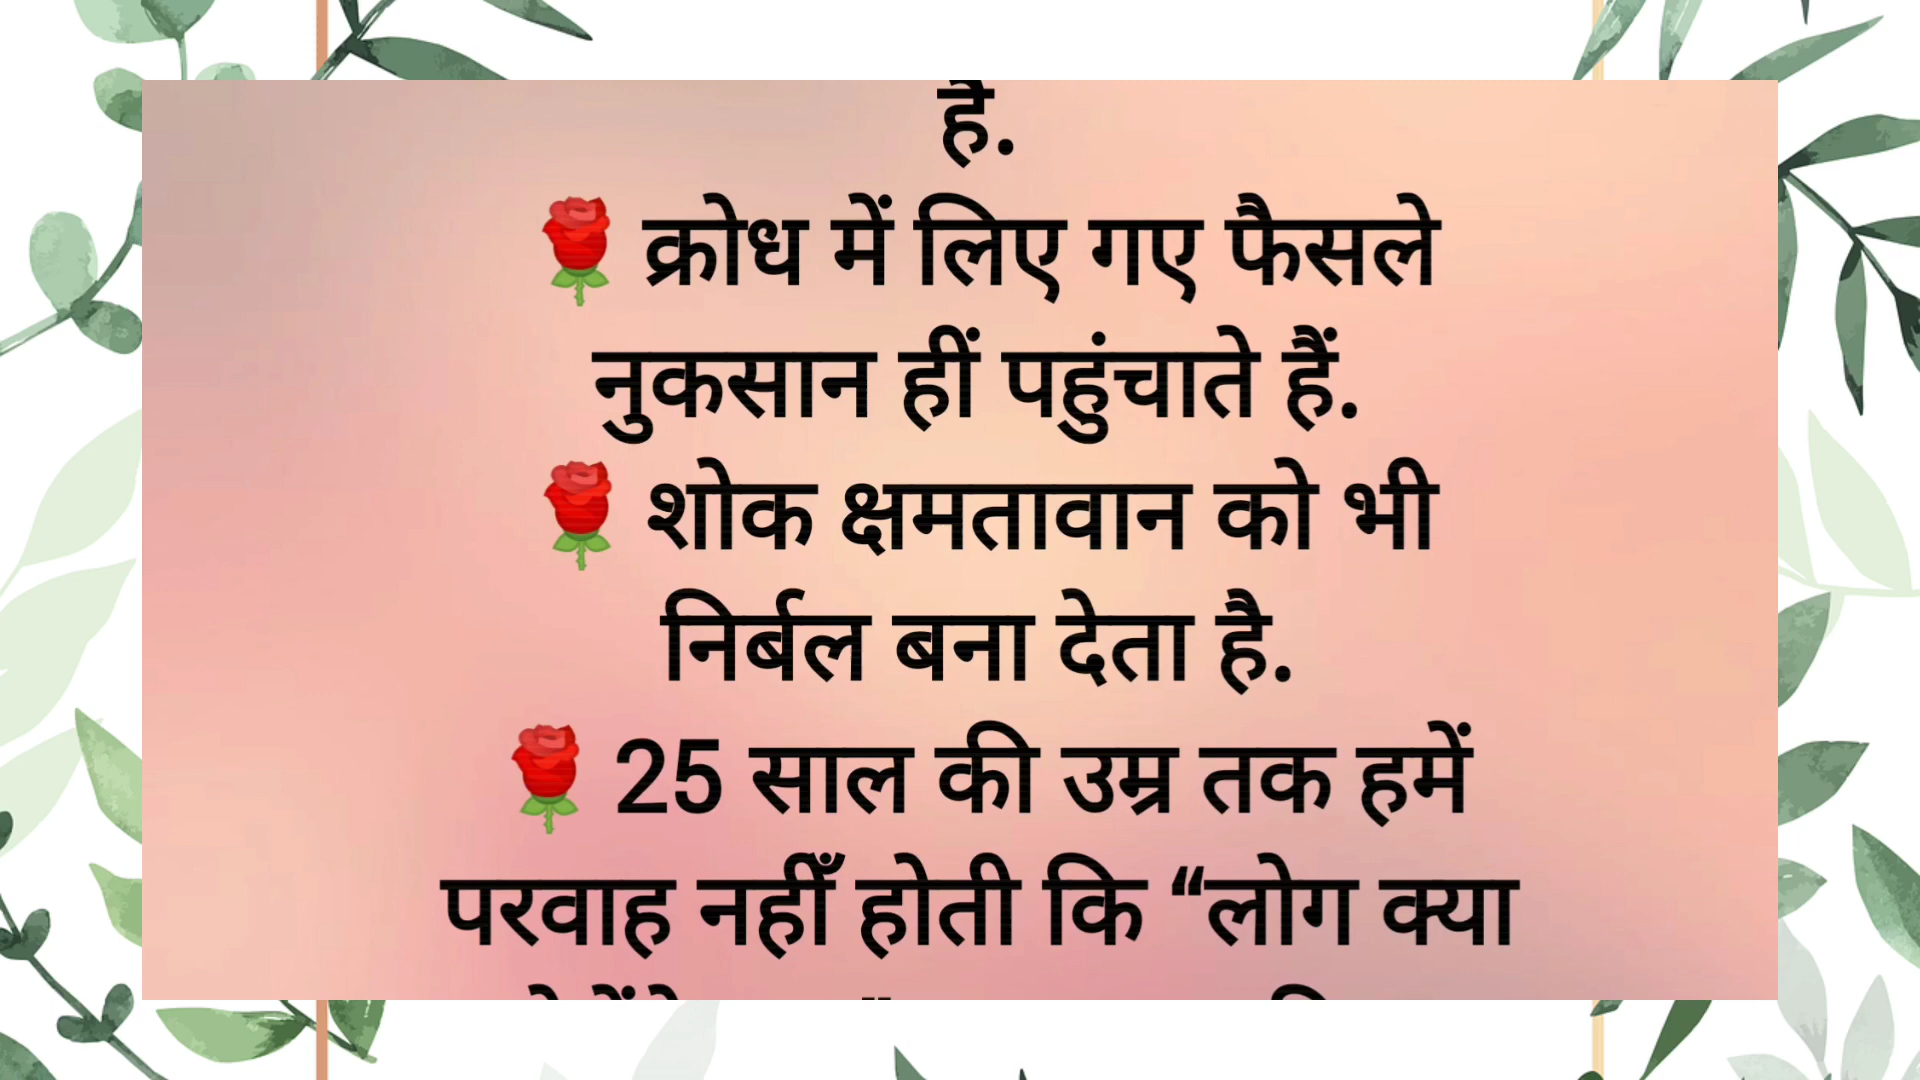 है.
🌹 क्रोध में लिए गए फैसले
नुकसान हीं पहुंचाते हैं.
🌹 शोक क्षमतावान को भी
निर्बल बना देता है.
🌹 25 साल की उम्र तक हमें
परवाह नहीँ होती कि “लोग क्या